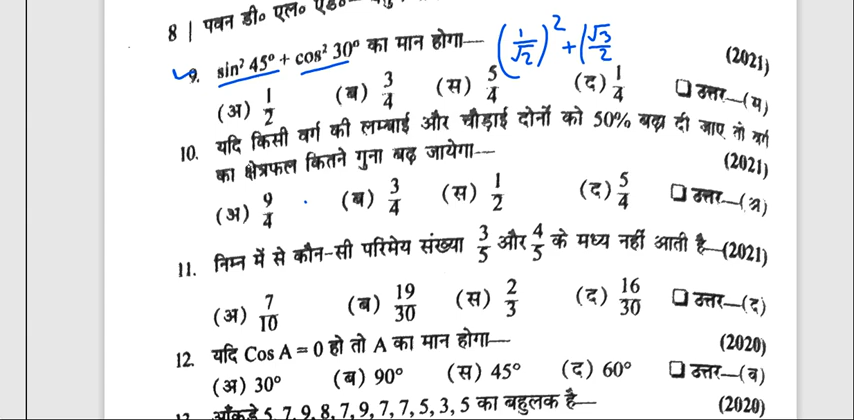 8 | पवन डी० एल० एड०
9. sin² 45° + cos² 30° का मान होगा— (1/√2)² + (√3/2 (2021)
(अ) 1/2 (ब) 3/4 (स) 5/4 (द) 1/4 उत्तर—(स)
10. यदि किसी वर्ग की लम्बाई और चौड़ाई दोनों को 50% बढ़ा दी जाए तो वर्ग
का क्षेत्रफल कितने गुना बढ़ जायेगा— (2021)
(अ) 9/4 (ब) 3/4 (स) 1/2 (द) 5/4 उत्तर—(अ)
11. निम्न में से कौन-सी परिमेय संख्या 3/5 और 4/5 के मध्य नहीं आती है—(2021)
(अ) 7/10 (ब) 19/30 (स) 2/3 (द) 16/30 उत्तर—(द)
12. यदि Cos A = 0 हो तो A का मान होगा— (2020)
(अ) 30° (ब) 90° (स) 45° (द) 60° उत्तर—(ब)
13. आँकड़े 5, 7, 9, 8, 7, 9, 7, 7, 5, 3, 5 का बहुलक है— (2020)